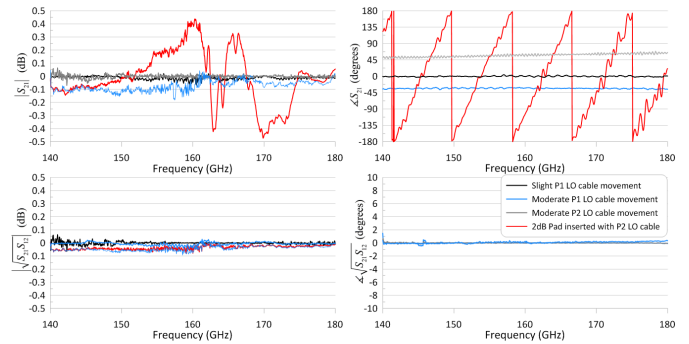 0.5
0.4
0.3
0.2
0.1
0
-0.1
-0.2
-0.3
-0.4
-0.5
|S21| (dB)
140 150 160 170 180
Frequency (GHz)
180
135
90
45
0
-45
-90
-135
-180
∡S21 (degrees)
140 150 160 170 180
Frequency (GHz)
0.5
0.4
0.3
0.2
0.1
0
-0.1
-0.2
-0.3
-0.4
-0.5
|√S21S12| (dB)
140 150 160 170 180
Frequency (GHz)
10
8
6
4
2
0
-2
-4
-6
-8
-10
∡√S21S12 (degrees)
140 150 160 170 180
Frequency (GHz)
Slight P1 LO cable movement
Moderate P1 LO cable movement
Moderate P2 LO cable movement
2dB Pad inserted with P2 LO cable